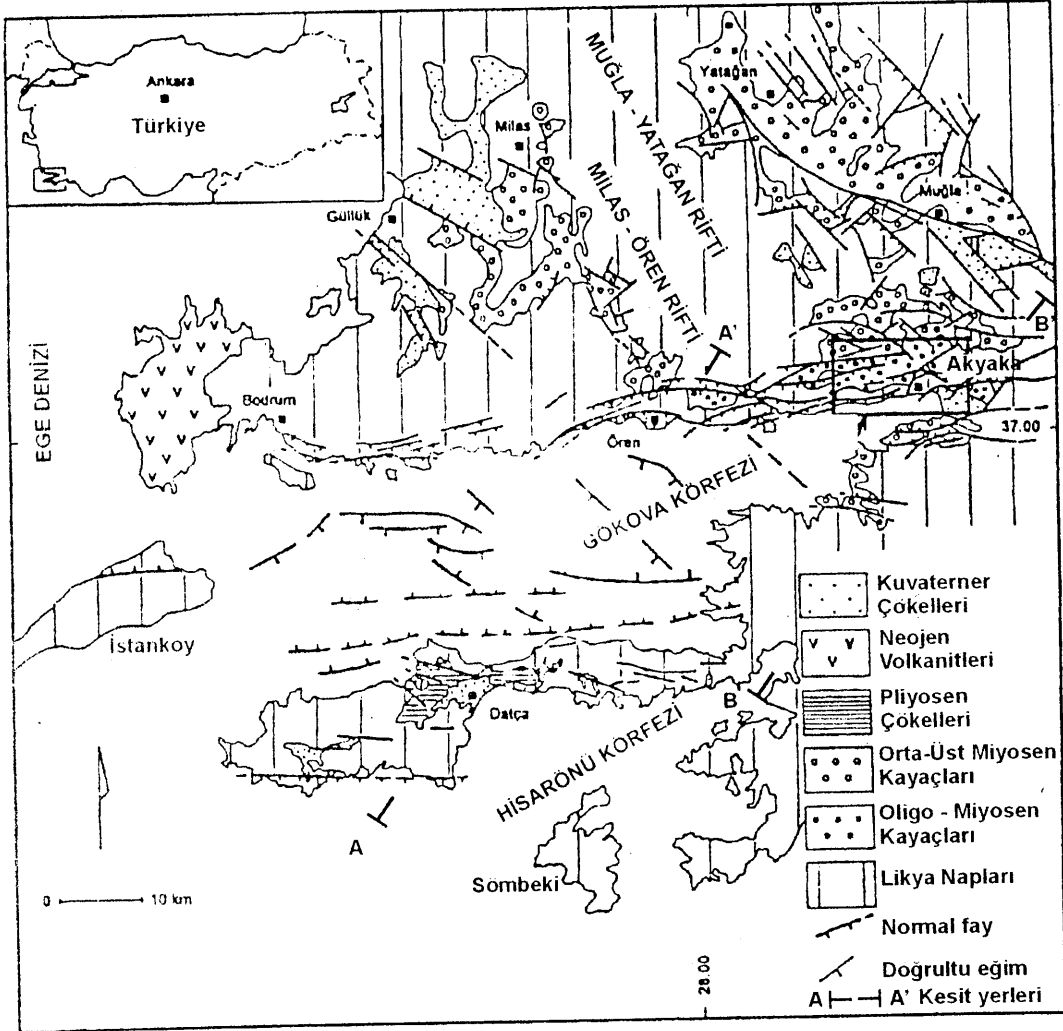 Ankara
Türkiye
Milas
Güllük
MUĞLA - YATAĞAN RİFTİ
MİLAS - ÖREN RİFTİ
Yatağan
Muğla
A'
B'
Akyaka
EGE DENİZİ
Bodrum
Ören
37.00
GÖKOVA KÖRFEZİ
İstanköy
Datça
B
HİSARÖNÜ KÖRFEZİ
A
Sömbeki
0 10 km
28.00
Kuvaterner
Çökelleri
Neojen
Volkanitleri
Pliyosen
Çökelleri
Orta-Üst Miyosen
Kayaçları
Oligo - Miyosen
Kayaçları
Likya Napları
Normal fay
Doğrultu eğim
A A' Kesit yerleri